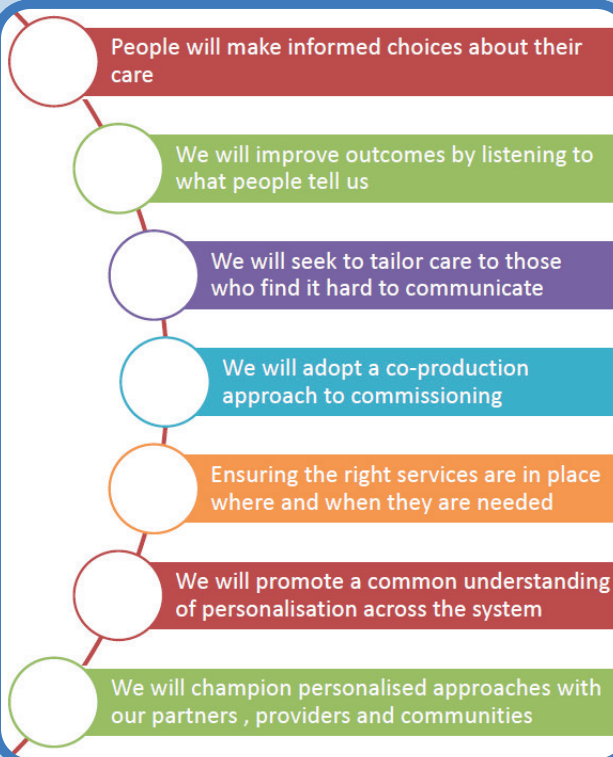 People will make informed choices about their
care
We will improve outcomes by listening to
what people tell us
We will seek to tailor care to those
who find it hard to communicate
We will adopt a co-production
approach to commissioning
Ensuring the right services are in place
where and when they are needed
We will promote a common understanding
of personalisation across the system
We will champion personalised approaches with
our partners , providers and communities